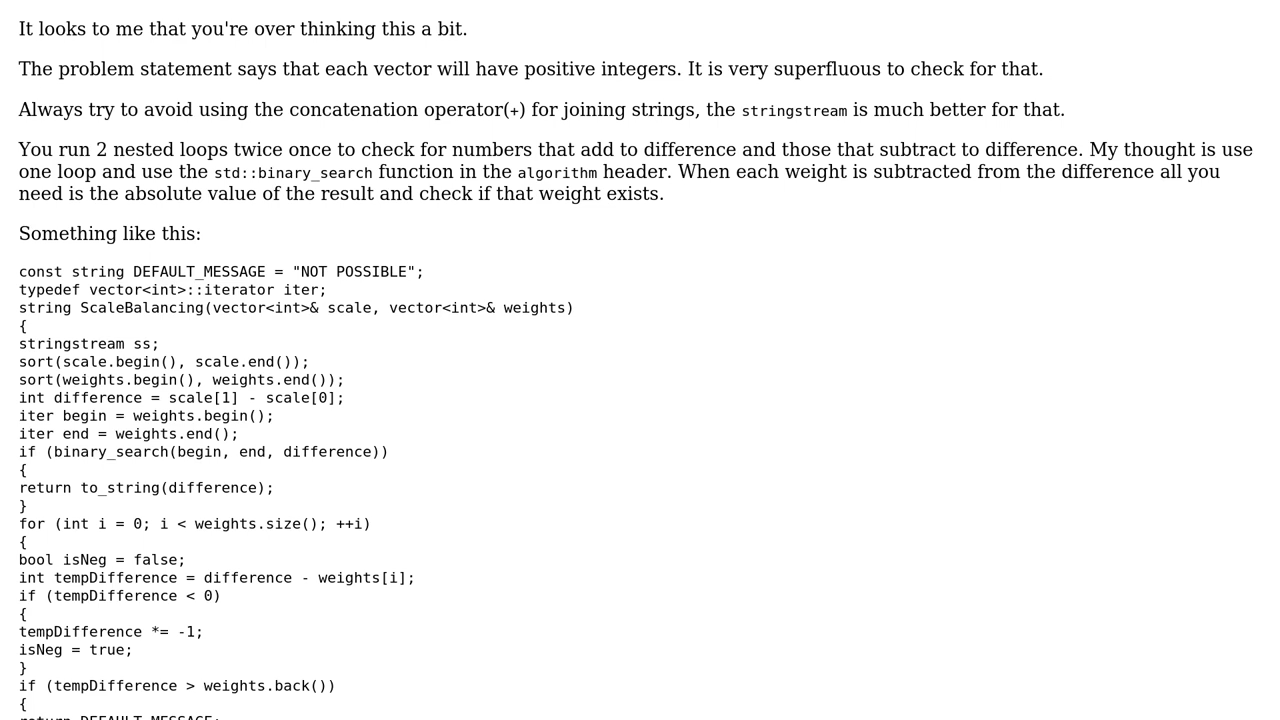 It looks to me that you're over thinking this a bit.
The problem statement says that each vector will have positive integers. It is very superfluous to check for that.
Always try to avoid using the concatenation operator(+) for joining strings, the stringstream is much better for that.
You run 2 nested loops twice once to check for numbers that add to difference and those that subtract to difference. My thought is use
one loop and use the std::binary_search function in the algorithm header. When each weight is subtracted from the difference all you
need is the absolute value of the result and check if that weight exists.
Something like this:
const string DEFAULT_MESSAGE = "NOT POSSIBLE";
typedef vector<int>::iterator iter;
string ScaleBalancing(vector<int>& scale, vector<int>& weights)
{
stringstream ss;
sort(scale.begin(), scale.end());
sort(weights.begin(), weights.end());
int difference = scale[1] - scale[0];
iter begin = weights.begin();
iter end = weights.end();
if (binary_search(begin, end, difference))
{
return to_string(difference);
}
for (int i = 0; i < weights.size(); ++i)
{
bool isNeg = false;
int tempDifference = difference - weights[i];
if (tempDifference < 0)
{
tempDifference *= -1;
isNeg = true;
}
if (tempDifference > weights.back())
{
return DEFAULT_MESSAGE;